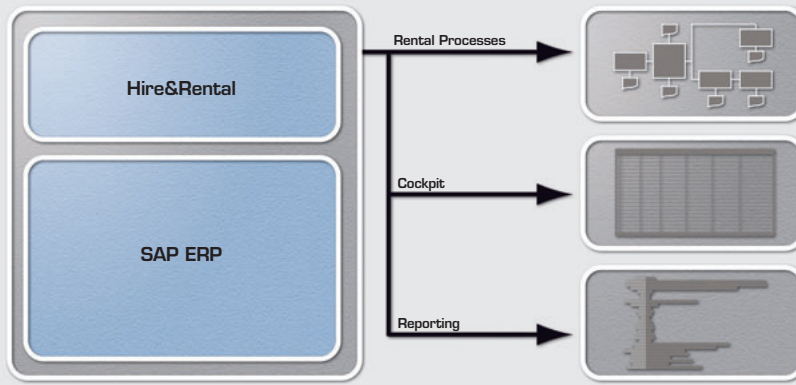 Hire&Rental
SAP ERP
Rental Processes
Cockpit
Reporting